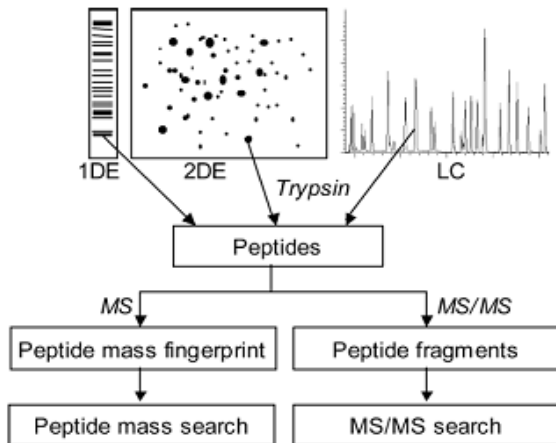 1DE
2DE
LC
Trypsin
Peptides
MS
MS/MS
Peptide mass fingerprint
Peptide fragments
Peptide mass search
MS/MS search